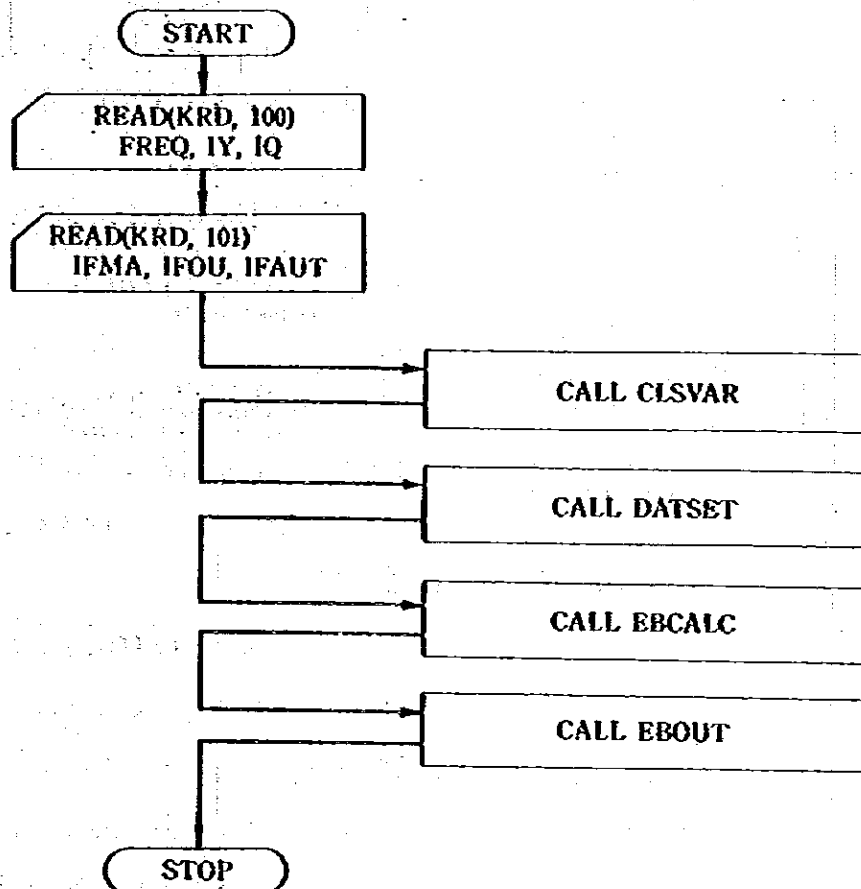 START
READ(KRD, 100)
FREQ, IY, IQ
READ(KRD, 101)
IFMA, IFOU, IFAUT
CALL CLSVAR
CALL DATSET
CALL EBCALC
CALL EBOUT
STOP